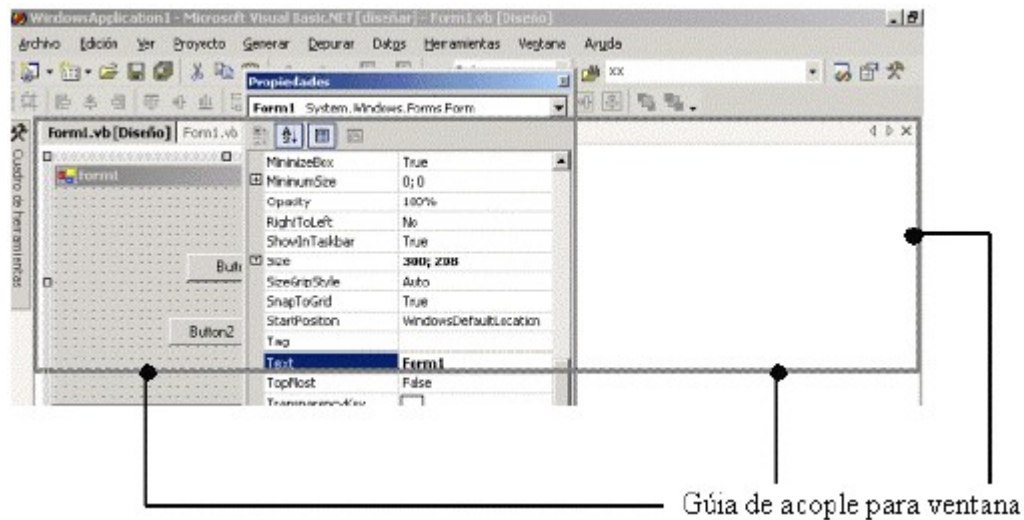 WindowsApplication1 - Microsoft Visual Basic.NET [diseñar] - Form1.vb [Diseño]
Archivo Edición Ver Proyecto Generar Depurar Datos Herramientas Ventana Ayuda
Propiedades
xx
Form1 System.Windows.Forms.Form
Form1.vb [Diseño] Form1.vb
Cuadro de herramientas
Form1
MinimizeBox True
MinimumSize 0; 0
Opacity 100%
RightToLeft No
ShowInTaskbar True
Butt
Size 300; 208
SizeGripStyle Auto
SnapToGrid True
StartPosition WindowsDefaultLocation
Button2
Tag
Text Form1
TopMost False
TransparencyKey
Gúia de acople para ventana